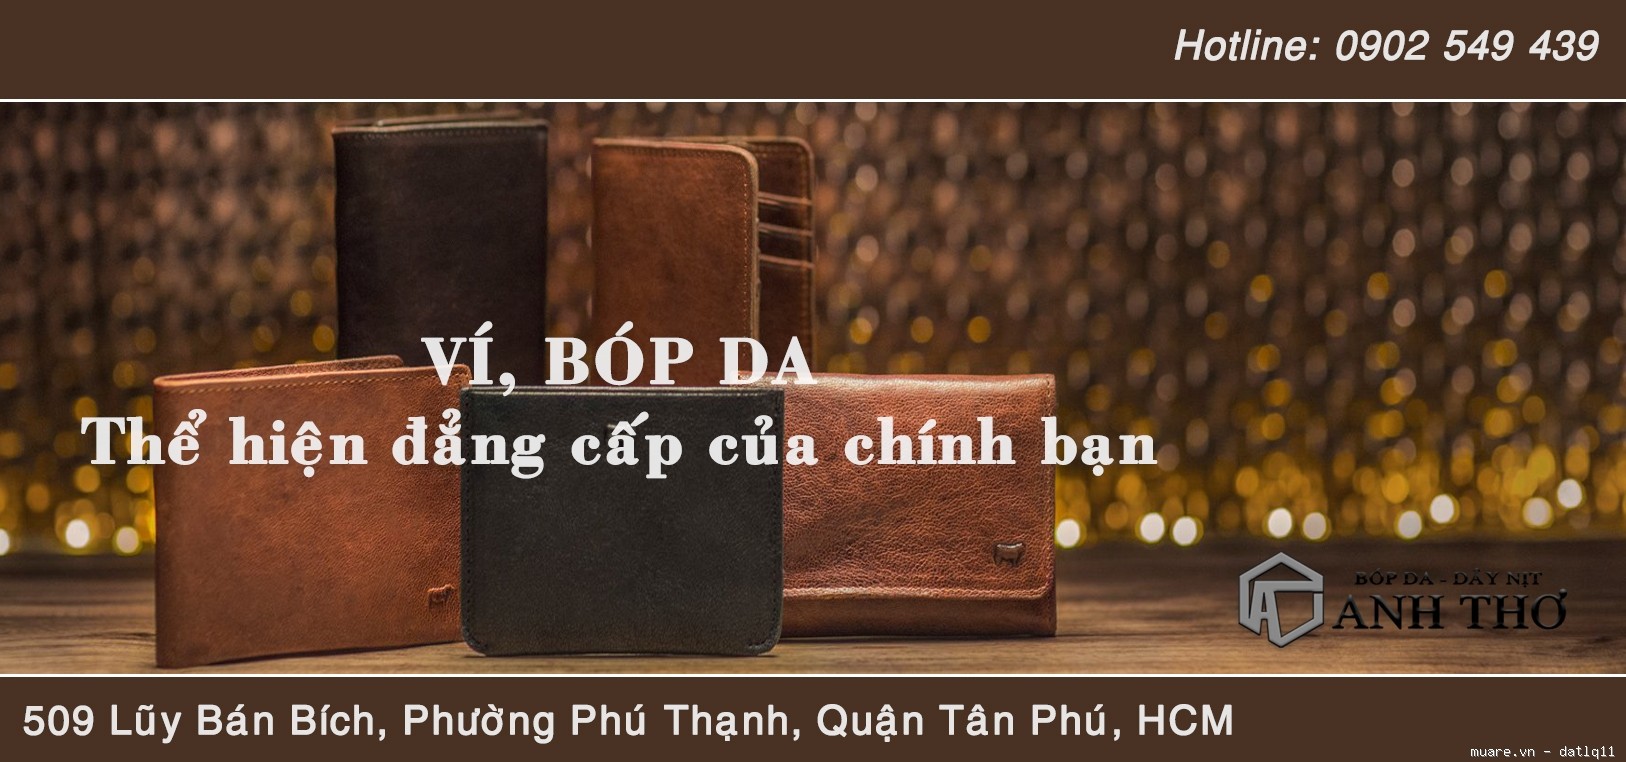 Hotline: 0902 549 439
VÍ, BÓP DA
Thể hiện đẳng cấp của chính bạn
BÓP DA - DÂY NỊT
ANH THƠ
509 Lũy Bán Bích, Phường Phú Thạnh, Quận Tân Phú, HCM
muare.vn - datlq11